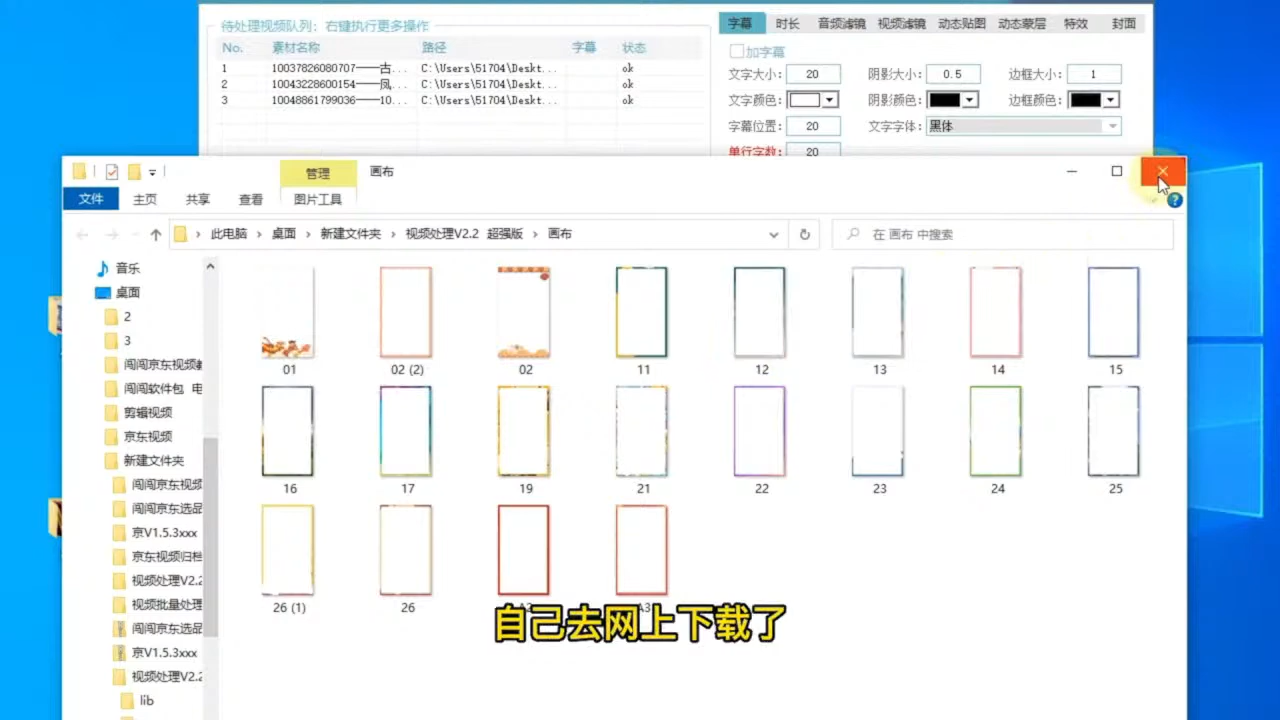 待处理视频队列：右键执行更多操作
No. 素材名称 路径 字幕 状态
1 10037826080707——古... C:\Users\51704\Deskt... ok
2 10043228600154——凤... C:\Users\51704\Deskt... ok
3 10048861799036——10... C:\Users\51704\Deskt... ok
字幕 时长 音频滤镜 视频滤镜 动态贴图 动态蒙层 特效 封面
加字幕
文字大小: 20 阴影大小: 0.5 边框大小: 1
文字颜色: 阴影颜色: 边框颜色:
字幕位置: 20 文字字体: 黑体
单行字数: 20
管理 画布
文件 主页 共享 查看 图片工具
此电脑 › 桌面 › 新建文件夹 › 视频处理V2.2 超强版 › 画布
在 画布 中搜索
音乐
桌面
2
3
闯闯京东视频
闯闯软件包 电
剪辑视频
京东视频
新建文件夹
闯闯京东视频
闯闯京东选品
京V1.5.3xxx
京东视频归档
视频处理V2.2
视频批量处理
闯闯京东选品
京V1.5.3xxx
视频处理V2.2
lib
01 02 (2) 02 11 12 13 14 15
16 17 19 21 22 23 24 25
26 (1) 26
自己去网上下载了